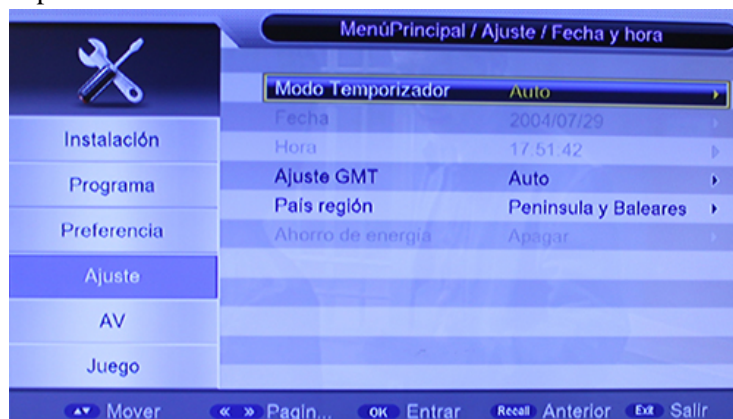 MenúPrincipal / Ajuste / Fecha y hora
Modo Temporizador Auto
Fecha 2004/07/29
Hora 17.51.42
Ajuste GMT Auto
País región Peninsula y Baleares
Ahorro de energía Apagar
Instalación
Programa
Preferencia
Ajuste
AV
Juego
Mover Pagin... OK Entrar Recall Anterior Exit Salir